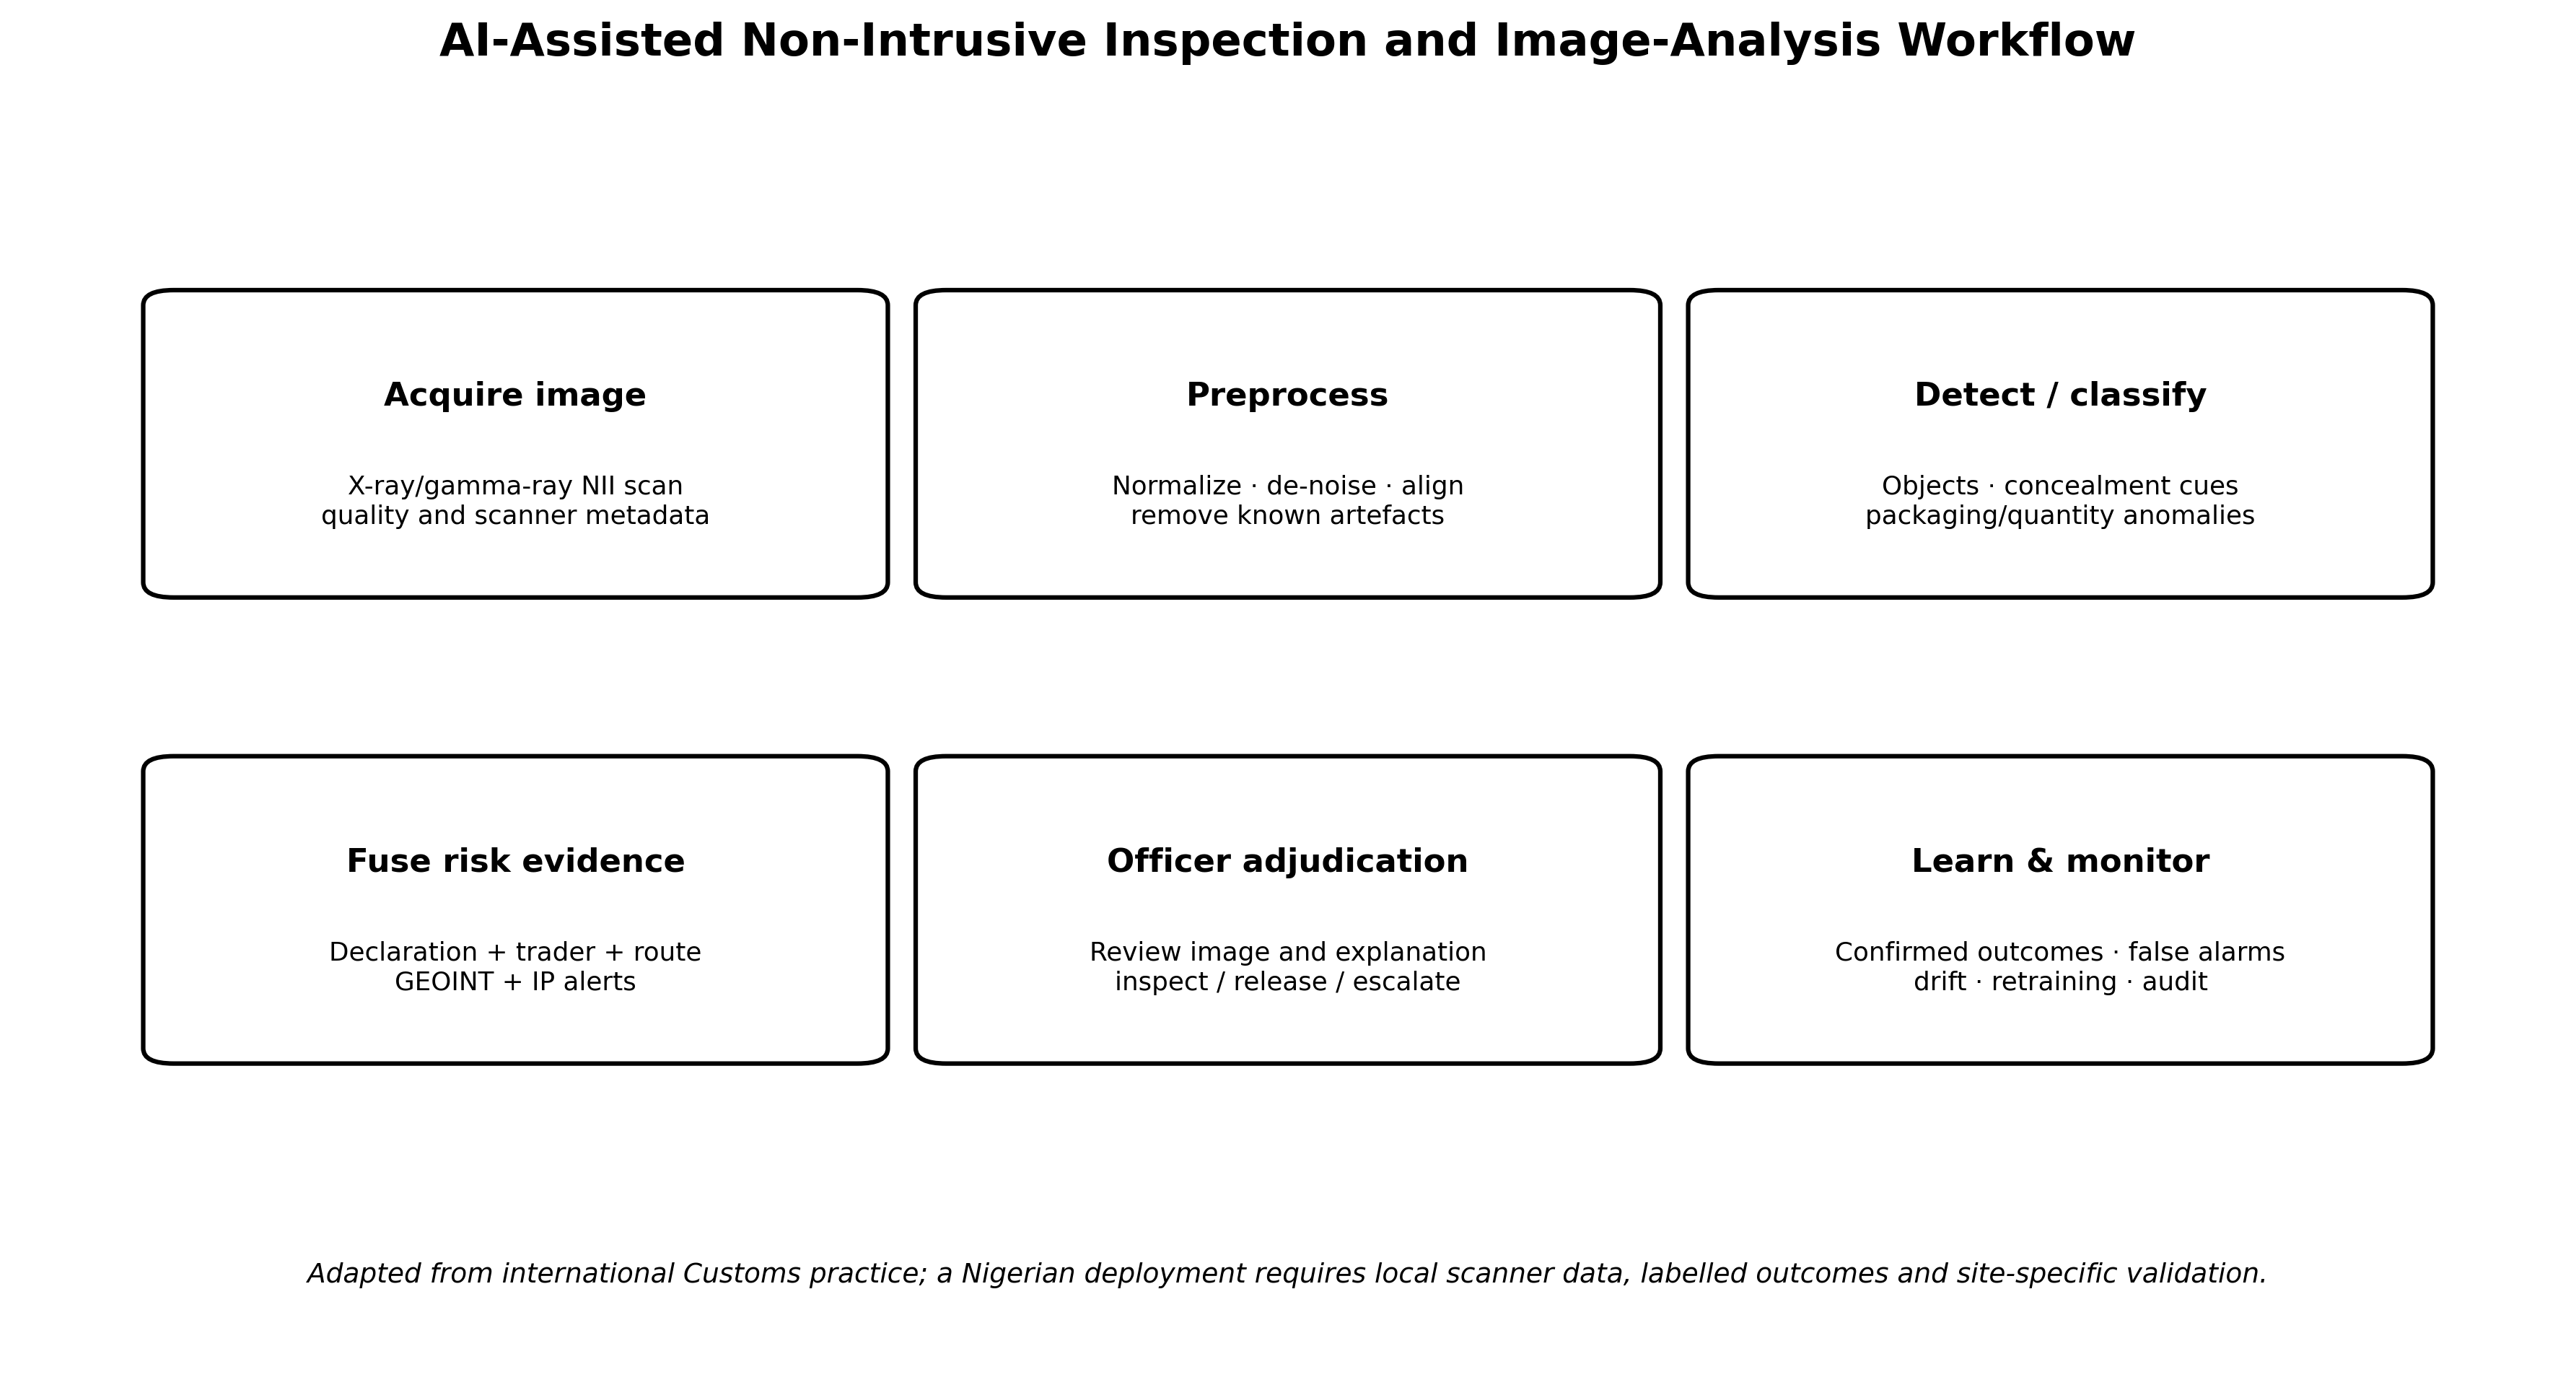 AI-Assisted Non-Intrusive Inspection and Image-Analysis Workflow
Acquire image
X-ray/gamma-ray NII scan
quality and scanner metadata
Preprocess
Normalize · de-noise · align
remove known artefacts
Detect / classify
Objects · concealment cues
packaging/quantity anomalies
Fuse risk evidence
Declaration + trader + route
GEOINT + IP alerts
Officer adjudication
Review image and explanation
inspect / release / escalate
Learn & monitor
Confirmed outcomes · false alarms
drift · retraining · audit
Adapted from international Customs practice; a Nigerian deployment requires local scanner data, labelled outcomes and site-specific validation.